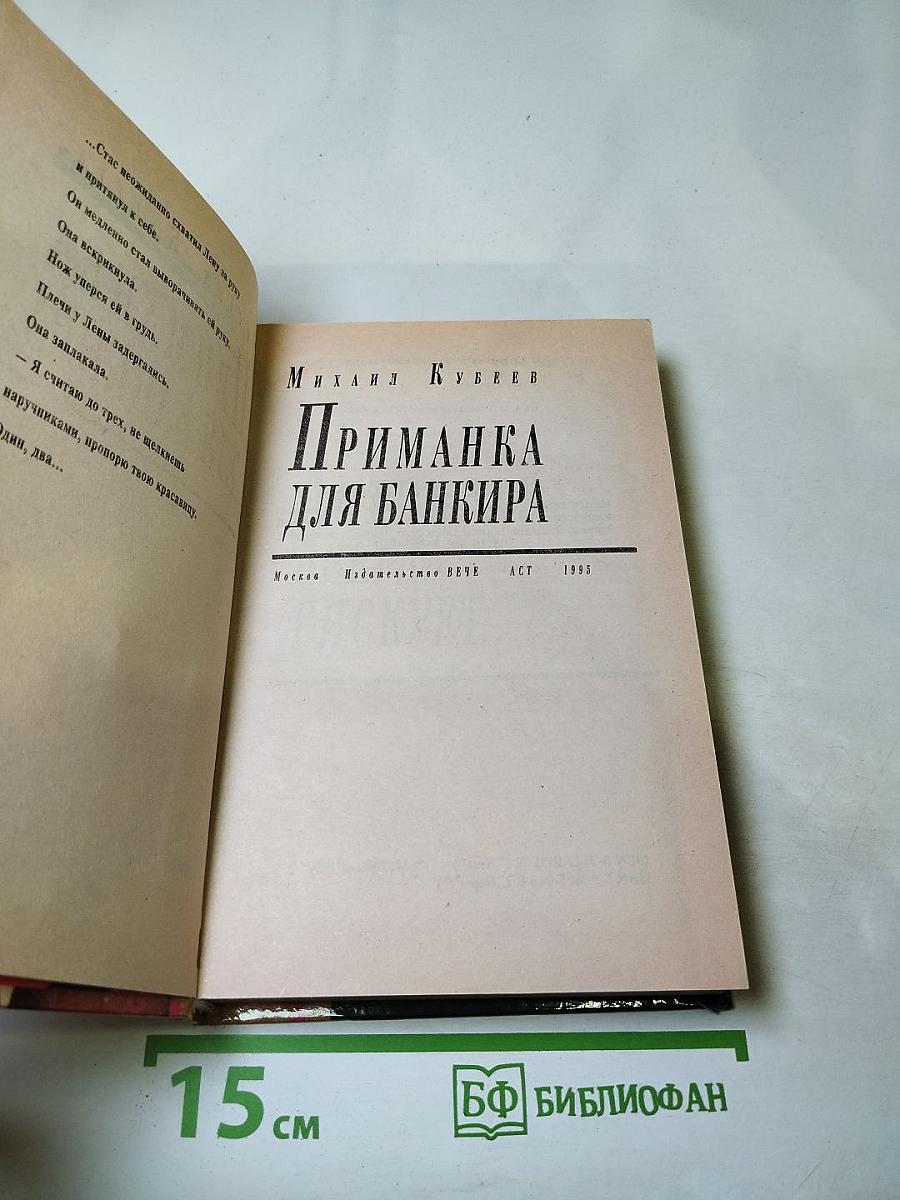 ...Стас неожиданно схватил Лену за руку
и притянул к себе.
Он медленно стал выворачивать ей руку.
Она вскрикнула.
Нож уперся ей в грудь.
Плечи у Лены задергались.
Она заплакала.
– Я считаю до трех, не щелкнешь
наручниками, пропорю твою красавицу.
Один, два...
Михаил Кубеев
Приманка
для банкира
Москва Издательство ВЕЧЕ АСТ 1995
15 см
БФ БИБЛИОФАН